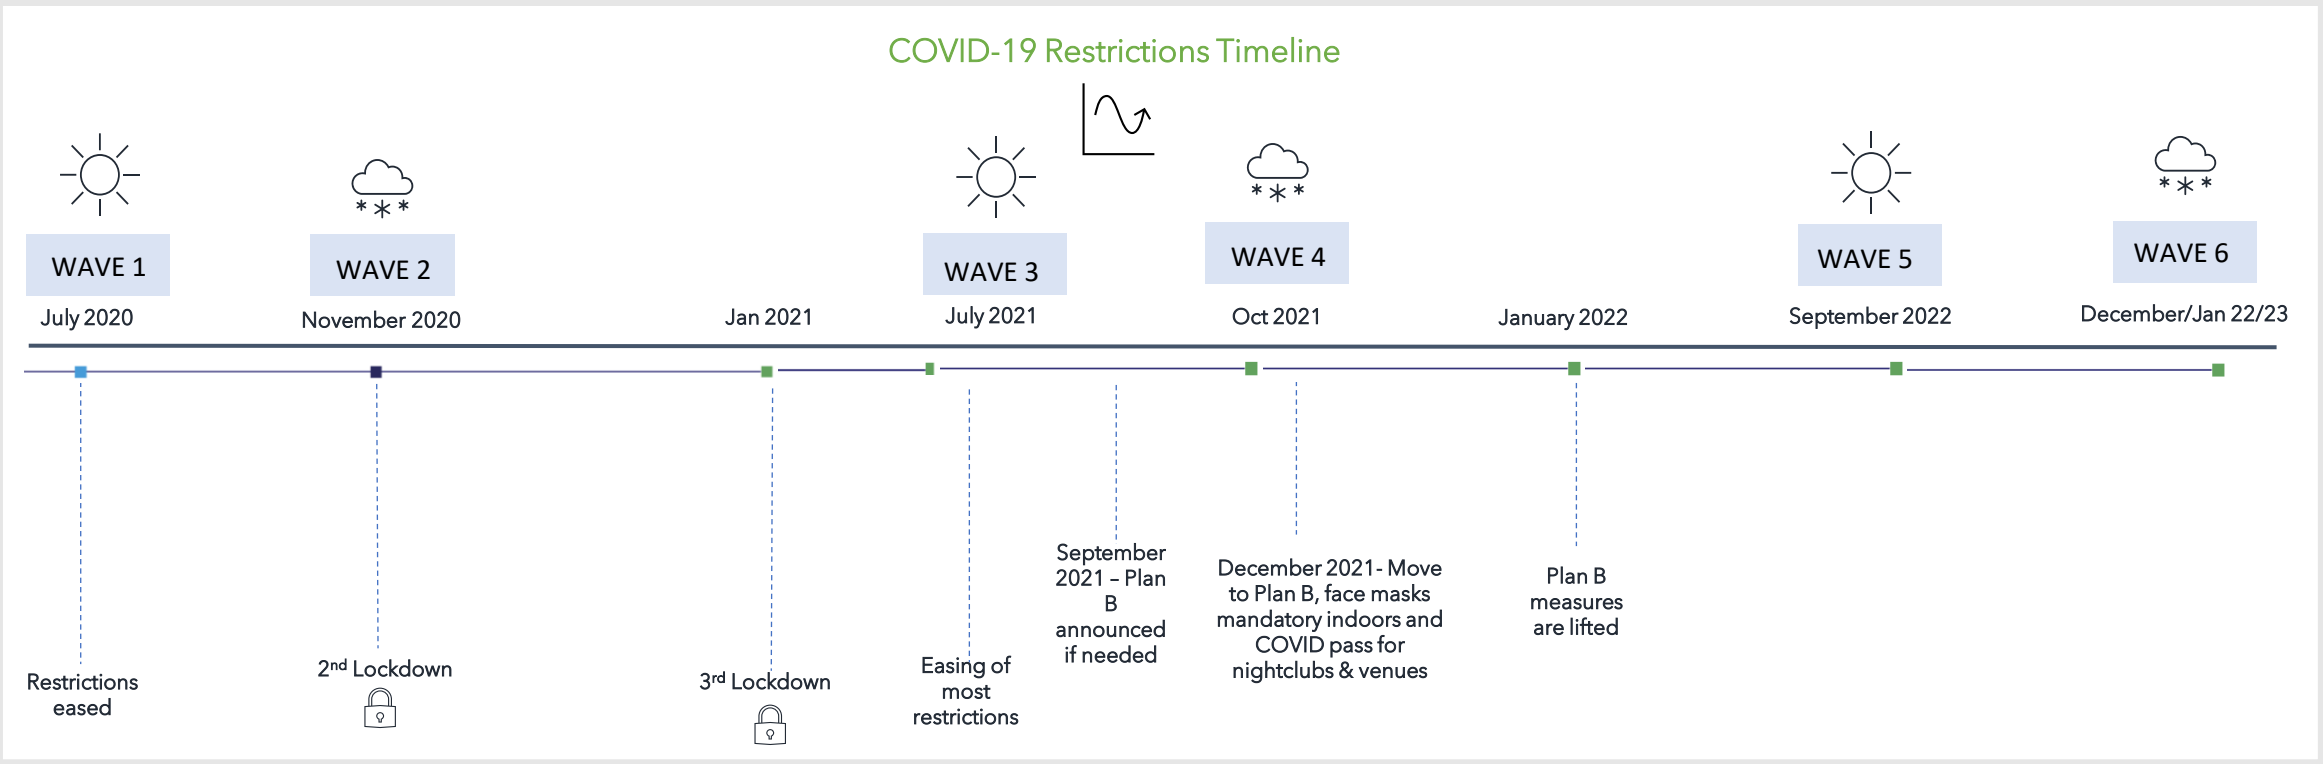 COVID-19 Restrictions Timeline
WAVE 1
WAVE 2
WAVE 3
WAVE 4
WAVE 5
WAVE 6
July 2020
November 2020
Jan 2021
July 2021
Oct 2021
January 2022
September 2022
December/Jan 22/23
Restrictions
eased
2nd Lockdown
3rd Lockdown
Easing of
most
restrictions
September
2021 – Plan
B
announced
if needed
December 2021- Move
to Plan B, face masks
mandatory indoors and
COVID pass for
nightclubs & venues
Plan B
measures
are lifted